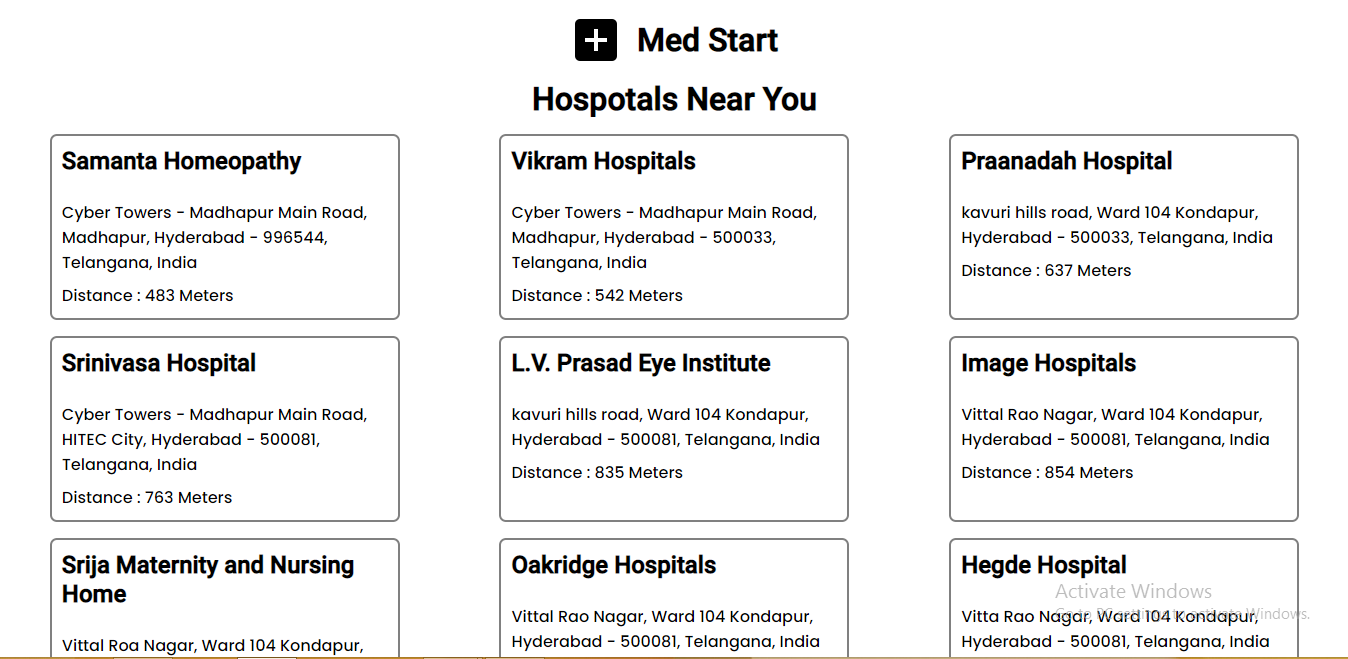 Med Start
Hospotals Near You
Samanta Homeopathy
Cyber Towers - Madhapur Main Road,
Madhapur, Hyderabad - 996544,
Telangana, India
Distance : 483 Meters
Vikram Hospitals
Cyber Towers - Madhapur Main Road,
Madhapur, Hyderabad - 500033,
Telangana, India
Distance : 542 Meters
Praanadah Hospital
kavuri hills road, Ward 104 Kondapur,
Hyderabad - 500033, Telangana, India
Distance : 637 Meters
Srinivasa Hospital
Cyber Towers - Madhapur Main Road,
HITEC City, Hyderabad - 500081,
Telangana, India
Distance : 763 Meters
L.V. Prasad Eye Institute
kavuri hills road, Ward 104 Kondapur,
Hyderabad - 500081, Telangana, India
Distance : 835 Meters
Image Hospitals
Vittal Rao Nagar, Ward 104 Kondapur,
Hyderabad - 500081, Telangana, India
Distance : 854 Meters
Srija Maternity and Nursing
Home
Vittal Roa Nagar, Ward 104 Kondapur,
Oakridge Hospitals
Vittal Rao Nagar, Ward 104 Kondapur,
Hyderabad - 500081, Telangana, India
Hegde Hospital
Vitta Rao Nagar, Ward 104 Kondapur,
Hyderabad - 500081, Telangana, India
Activate Windows
Go to PC settings to activate Windows.